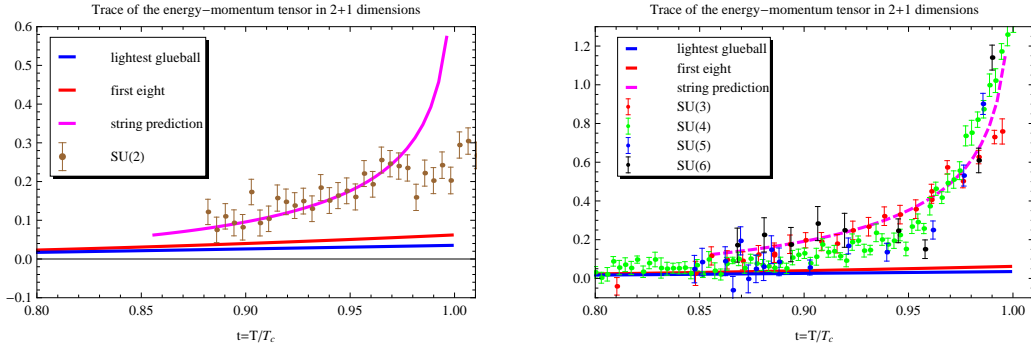 Trace of the energy-momentum tensor in 2+1 dimensions
0.6
0.5
0.4
0.3
0.2
0.1
0.0
-0.1
lightest glueball
first eight
string prediction
SU(2)
0.80
0.85
0.90
0.95
1.00
t=T/Tc
Trace of the energy-momentum tensor in 2+1 dimensions
1.2
1.0
0.8
0.6
0.4
0.2
0.0
lightest glueball
first eight
string prediction
SU(3)
SU(4)
SU(5)
SU(6)
0.80
0.85
0.90
0.95
1.00
t=T/Tc